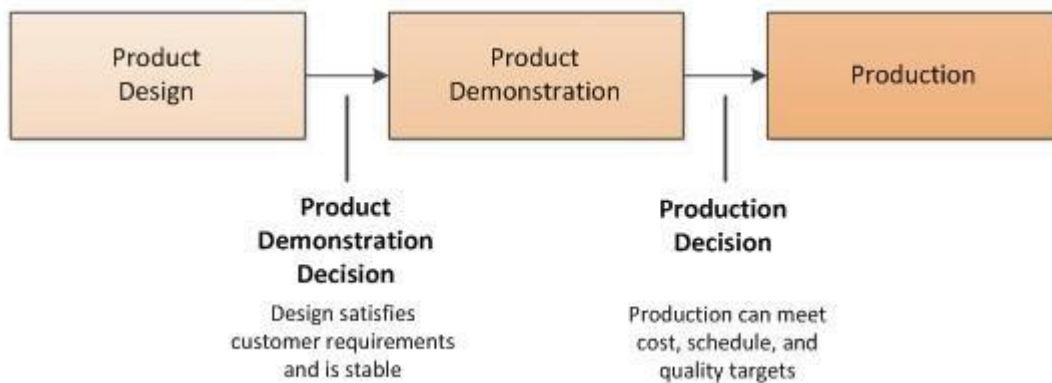 Product
Design
Product
Demonstration
Production
Product
Demonstration
Decision
Design satisfies
customer requirements
and is stable
Production
Decision
Production can meet
cost, schedule, and
quality targets